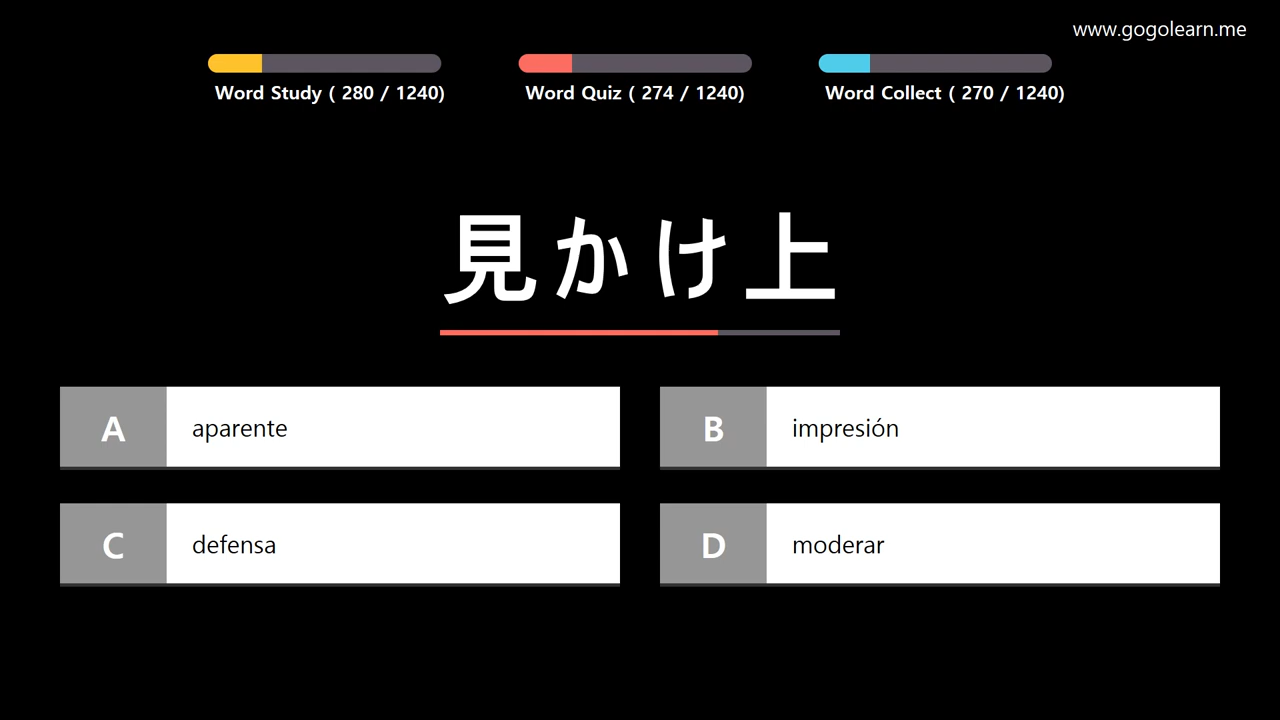 www.gogolearn.me
Word Study ( 280 / 1240)
Word Quiz ( 274 / 1240)
Word Collect ( 270 / 1240)
見かけ上
A aparente
B impresión
C defensa
D moderar